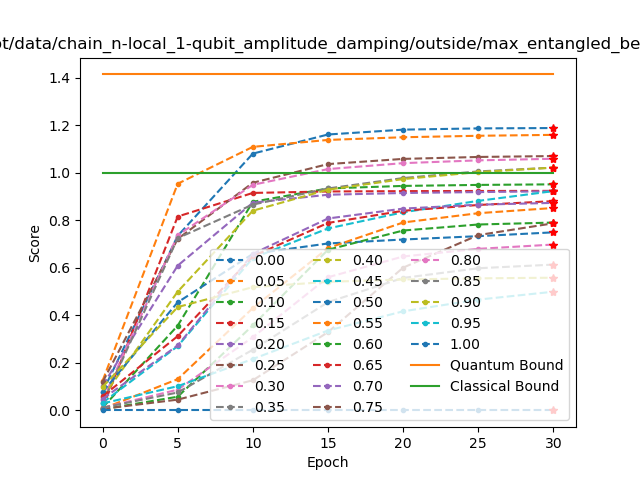 ot/data/chain_n-local_1-qubit_amplitude_damping/outside/max_entangled_be
Score
1.4
1.2
1.0
0.8
0.6
0.4
0.2
0.0
0.00 0.40 0.80
0.05 0.45 0.85
0.10 0.50 0.90
0.15 0.55 0.95
0.20 0.60 1.00
0.25 0.65 Quantum Bound
0.30 0.70 Classical Bound
0.35 0.75
0 5 10 15 20 25 30
Epoch